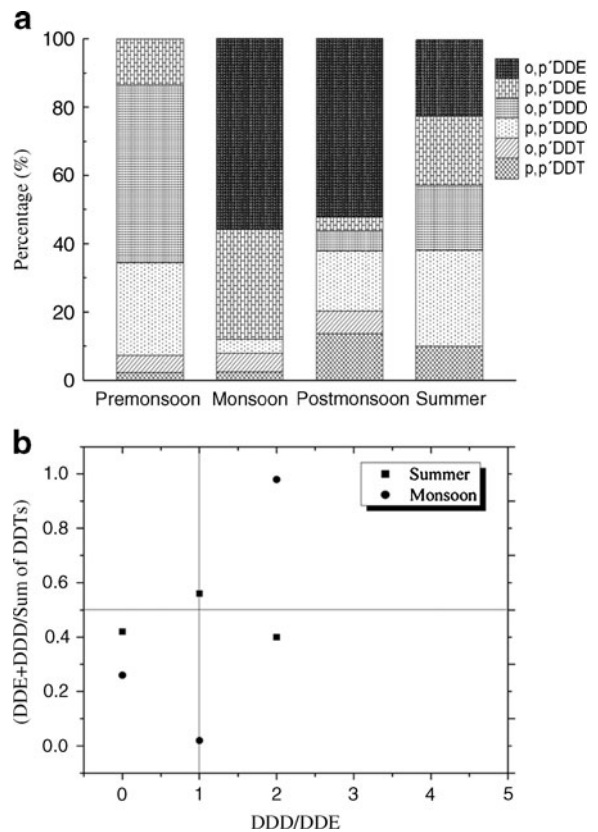 a
100
80
60
40
20
0
Percentage (%)
Premonsoon Monsoon Postmonsoon Summer
o,p´DDE
p,p´DDE
o,p´DDD
p,p´DDD
o,p´DDT
p,p´DDT
b
1.0
0.8
0.6
0.4
0.2
0.0
(DDE+DDD/Sum of DDTs)
Summer
Monsoon
0 1 2 3 4 5
DDD/DDE